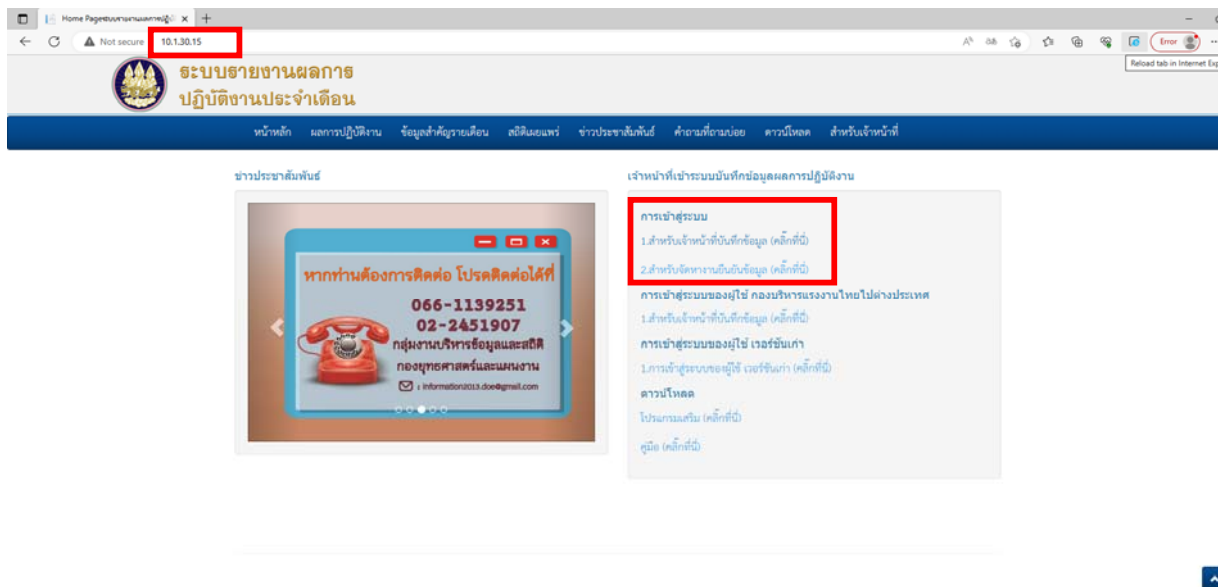 Home Pageระบบรายงานผลการปฏิบั
Not secure
10.1.30.15
Error
Reload tab in Internet Exp
ระบบรายงานผลการ
ปฏิบัติงานประจำเดือน
หน้าหลัก ผลการปฏิบัติงาน ข้อมูลสำคัญรายเดือน สถิติเผยแพร่ ข่าวประชาสัมพันธ์ คำถามที่ถามบ่อย ดาวน์โหลด สำหรับเจ้าหน้าที่
ข่าวประชาสัมพันธ์
หากท่านต้องการติดต่อ โปรดติดต่อได้ที่
066-1139251
02-2451907
กลุ่มงานบริหารข้อมูลและสถิติ
กองยุทธศาสตร์และแผนงาน
: information2013.doe@gmail.com
เจ้าหน้าที่เข้าระบบบันทึกข้อมูลผลการปฏิบัติงาน
การเข้าสู่ระบบ
1.สำหรับเจ้าหน้าที่บันทึกข้อมูล (คลิ๊กที่นี่)
2.สำหรับจัดหางานยืนยันข้อมูล (คลิ๊กที่นี่)
การเข้าสู่ระบบของผู้ใช้ กองบริหารแรงงานไทยไปต่างประเทศ
1.สำหรับเจ้าหน้าที่บันทึกข้อมูล (คลิ๊กที่นี่)
การเข้าสู่ระบบของผู้ใช้ เวอร์ชันเก่า
1.การเข้าสู่ระบบของผู้ใช้ เวอร์ชันเก่า (คลิ๊กที่นี่)
ดาวน์โหลด
โปรแกรมเสริม (คลิ๊กที่นี่)
คู่มือ (คลิ๊กที่นี่)